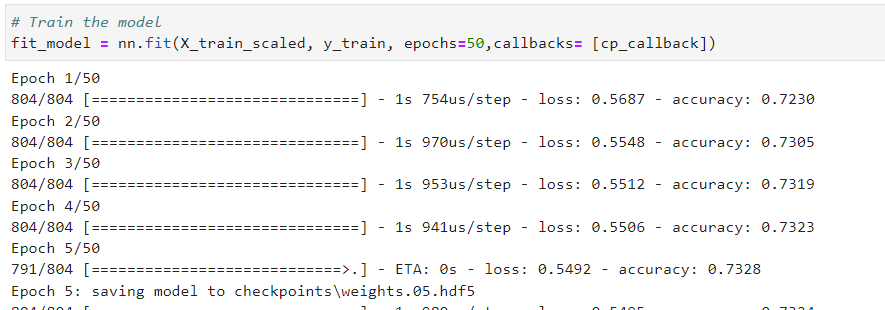 # Train the model
fit_model = nn.fit(X_train_scaled, y_train, epochs=50,callbacks= [cp_callback])
Epoch 1/50
804/804 [==============================] - 1s 754us/step - loss: 0.5687 - accuracy: 0.7230
Epoch 2/50
804/804 [==============================] - 1s 970us/step - loss: 0.5548 - accuracy: 0.7305
Epoch 3/50
804/804 [==============================] - 1s 953us/step - loss: 0.5512 - accuracy: 0.7319
Epoch 4/50
804/804 [==============================] - 1s 941us/step - loss: 0.5506 - accuracy: 0.7323
Epoch 5/50
791/804 [============================>.] - ETA: 0s - loss: 0.5492 - accuracy: 0.7328
Epoch 5: saving model to checkpoints\weights.05.hdf5